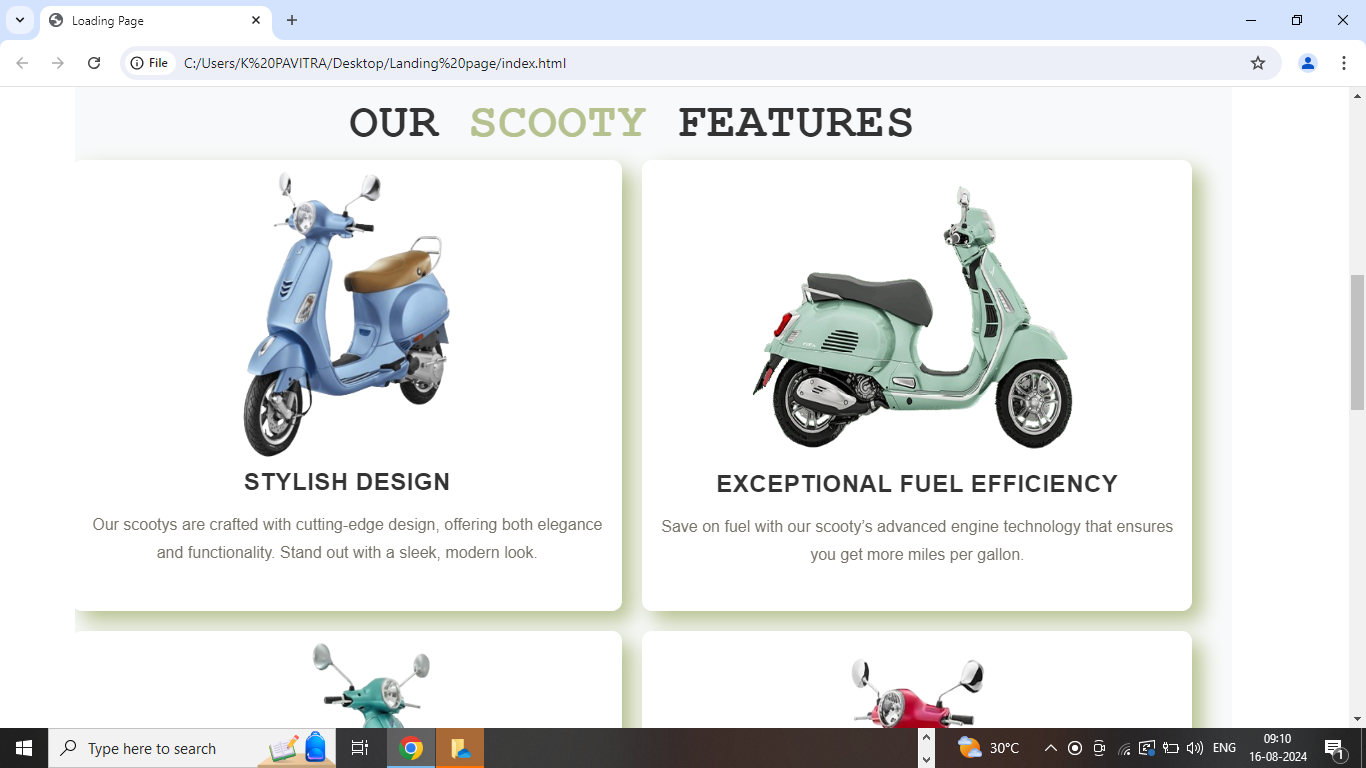 Loading Page
File
C:/Users/K%20PAVITRA/Desktop/Landing%20page/index.html
OUR SCOOTY FEATURES
STYLISH DESIGN
Our scootys are crafted with cutting-edge design, offering both elegance
and functionality. Stand out with a sleek, modern look.
EXCEPTIONAL FUEL EFFICIENCY
Save on fuel with our scooty’s advanced engine technology that ensures
you get more miles per gallon.
Type here to search
30°C
ENG
09:10
16-08-2024
1